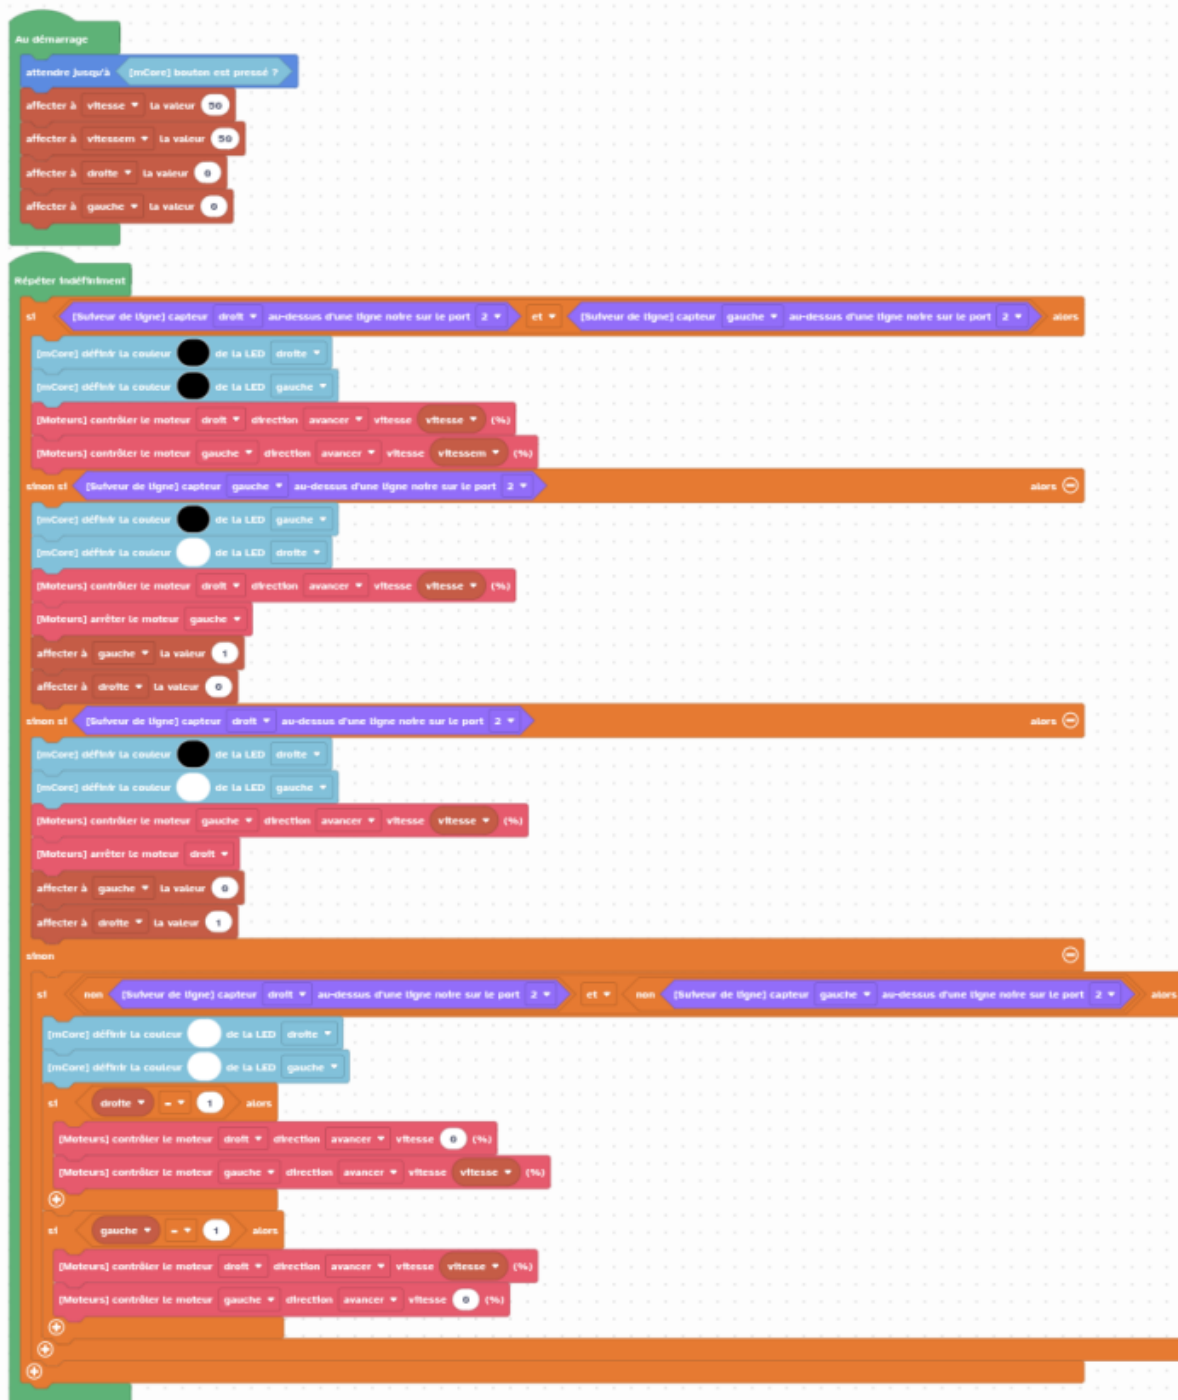 Au démarrage
attendre jusqu'à [mCore] bouton est pressé ?
affecter à vitesse la valeur 50
affecter à vitessem la valeur 50
affecter à droite la valeur 0
affecter à gauche la valeur 0
Répéter indéfiniment
si [Suiveur de ligne] capteur droit au-dessus d'une ligne noire sur le port 2 et [Suiveur de ligne] capteur gauche au-dessus d'une ligne noire sur le port 2 alors
[mCore] définir la couleur de la LED droite
[mCore] définir la couleur de la LED gauche
[Moteurs] contrôler le moteur droit direction avancer vitesse vitesse (%)
[Moteurs] contrôler le moteur gauche direction avancer vitesse vitessem (%)
sinon si [Suiveur de ligne] capteur gauche au-dessus d'une ligne noire sur le port 2 alors
[mCore] définir la couleur de la LED gauche
[mCore] définir la couleur de la LED droite
[Moteurs] contrôler le moteur droit direction avancer vitesse vitesse (%)
[Moteurs] arrêter le moteur gauche
affecter à gauche la valeur 1
affecter à droite la valeur 0
sinon si [Suiveur de ligne] capteur droit au-dessus d'une ligne noire sur le port 2 alors
[mCore] définir la couleur de la LED droite
[mCore] définir la couleur de la LED gauche
[Moteurs] contrôler le moteur gauche direction avancer vitesse vitesse (%)
[Moteurs] arrêter le moteur droit
affecter à gauche la valeur 0
affecter à droite la valeur 1
sinon
si non [Suiveur de ligne] capteur droit au-dessus d'une ligne noire sur le port 2 et non [Suiveur de ligne] capteur gauche au-dessus d'une ligne noire sur le port 2 alors
[mCore] définir la couleur de la LED droite
[mCore] définir la couleur de la LED gauche
si droite = 1 alors
[Moteurs] contrôler le moteur droit direction avancer vitesse 0 (%)
[Moteurs] contrôler le moteur gauche direction avancer vitesse vitesse (%)
si gauche = 1 alors
[Moteurs] contrôler le moteur droit direction avancer vitesse vitesse (%)
[Moteurs] contrôler le moteur gauche direction avancer vitesse 0 (%)